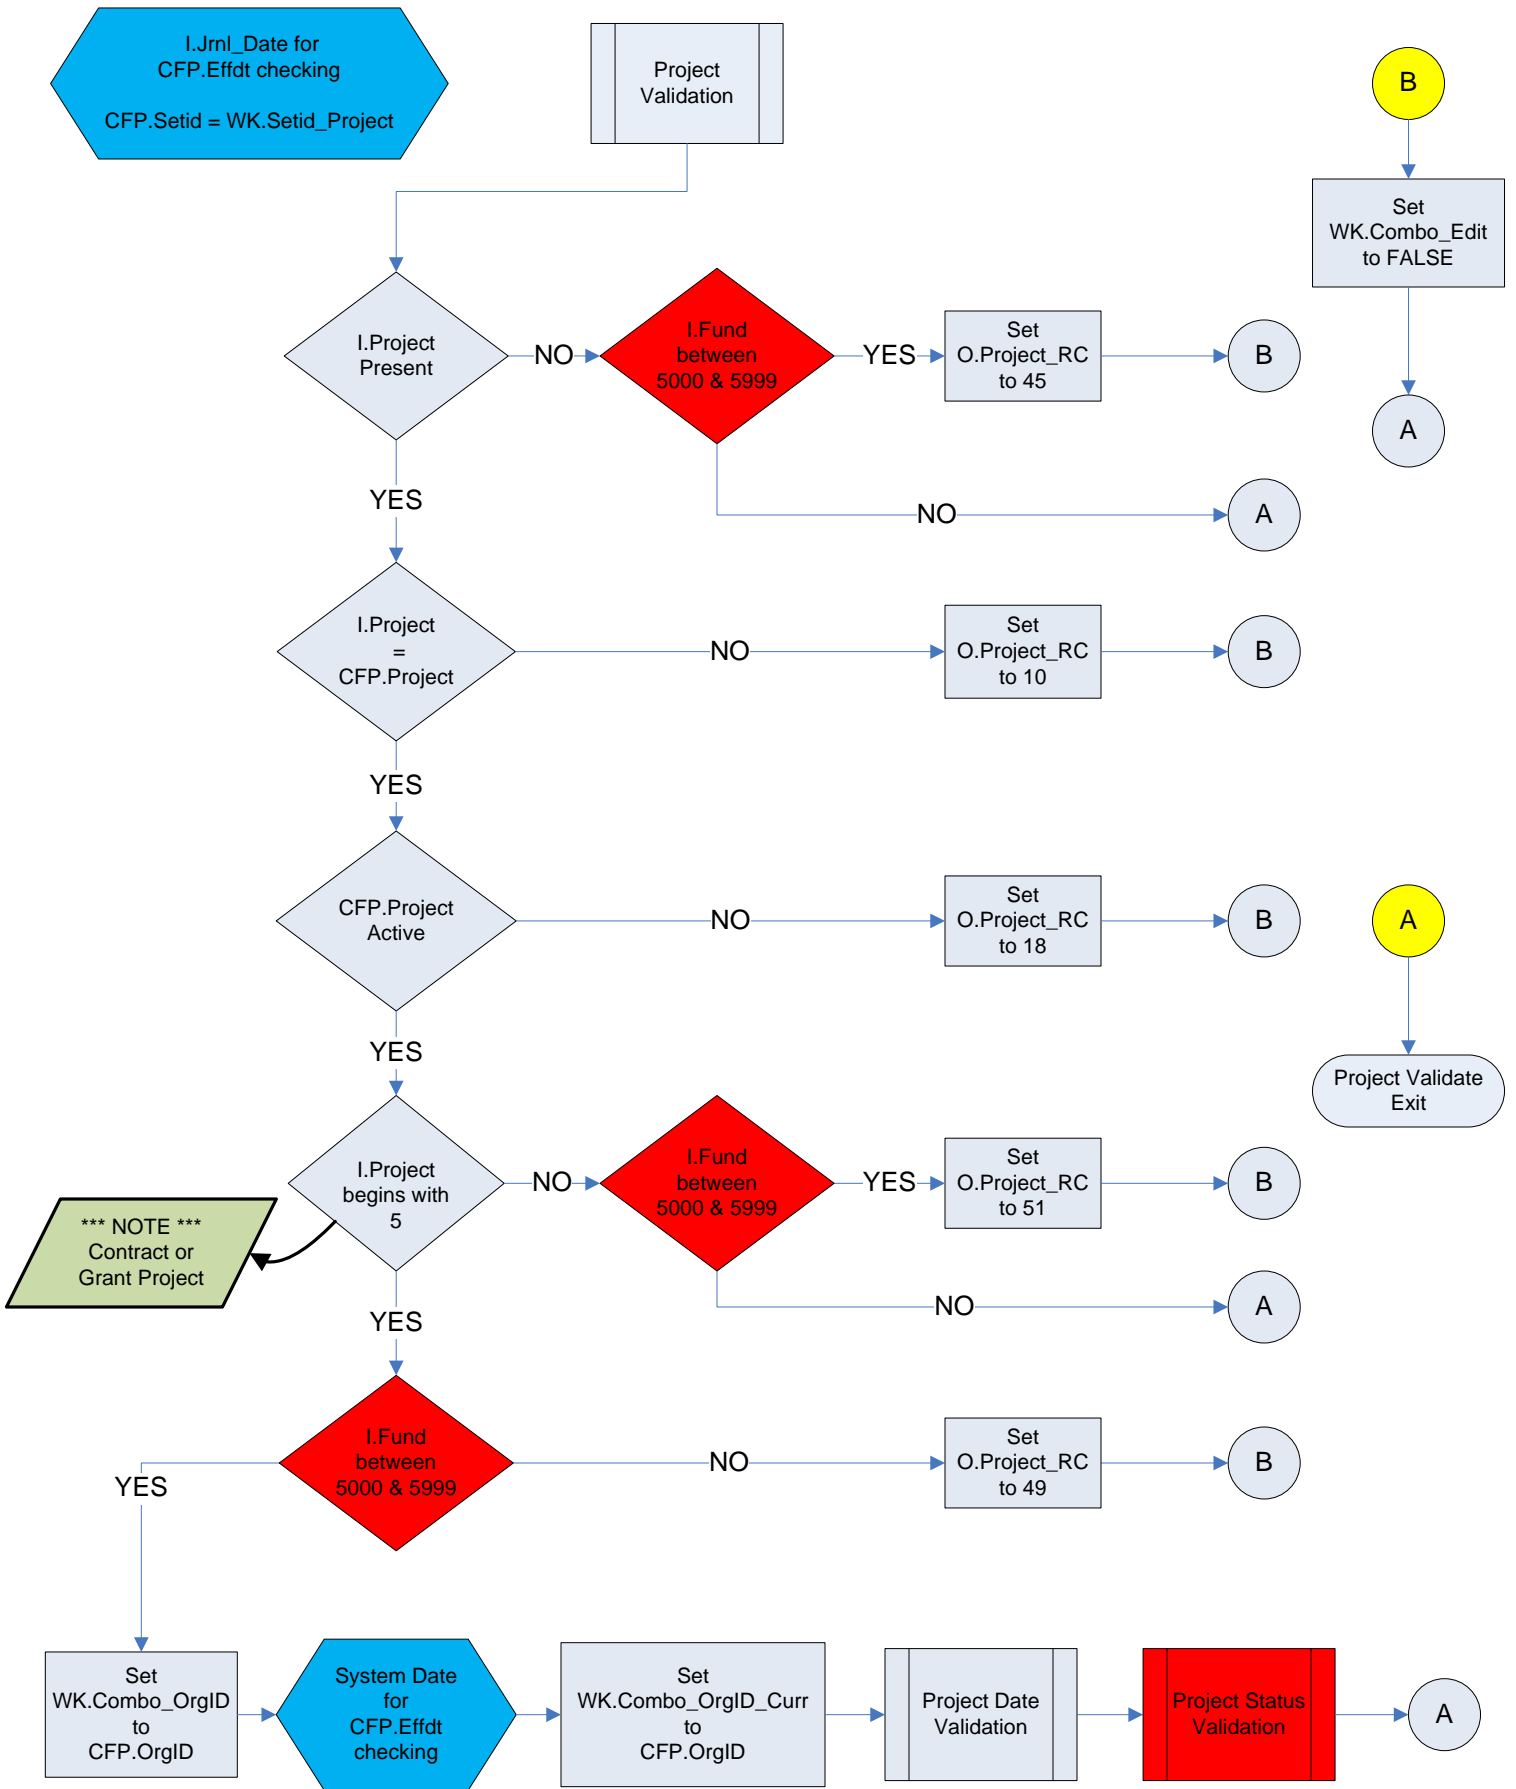 I.Jrnl_Date for
CFP.Effdt checking
CFP.Setid = WK.Setid_Project
Project
Validation
B
Set
WK.Combo_Edit
to FALSE
A
I.Project
Present
NO
I.Fund
between
5000 & 5999
YES
Set
O.Project_RC
to 45
B
YES
NO
A
I.Project
=
CFP.Project
NO
Set
O.Project_RC
to 10
B
YES
CFP.Project
Active
NO
Set
O.Project_RC
to 18
B
A
Project Validate
Exit
YES
I.Project
begins with
5
NO
I.Fund
between
5000 & 5999
YES
Set
O.Project_RC
to 51
B
*** NOTE ***
Contract or
Grant Project
NO
A
YES
I.Fund
between
5000 & 5999
NO
Set
O.Project_RC
to 49
B
YES
Set
WK.Combo_OrgID
to
CFP.OrgID
System Date
for
CFP.Effdt
checking
Set
WK.Combo_OrgID_Curr
to
CFP.OrgID
Project Date
Validation
Project Status
Validation
A